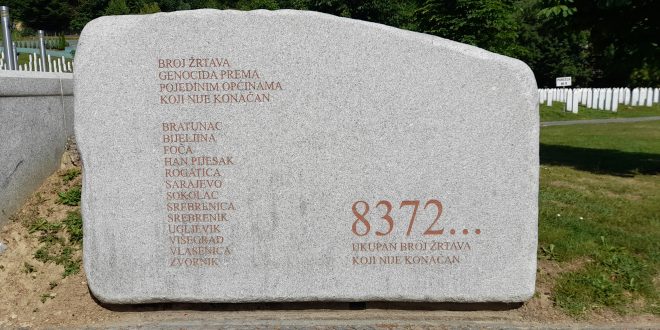 BROJ ŽRTAVA
GENOCIDA PREMA
POJEDINIM OPĆINAMA
KOJI NIJE KONAČAN
BRATUNAC
BIJELJINA
FOČA
HAN PIJESAK
ROGATICA
SARAJEVO
SOKOLAC
SREBRENICA
SREBRENIK
UGLJEVIK
VIŠEGRAD
VLASENICA
ZVORNIK
8372...
UKUPAN BROJ ŽRTAVA
KOJI NIJE KONAČAN